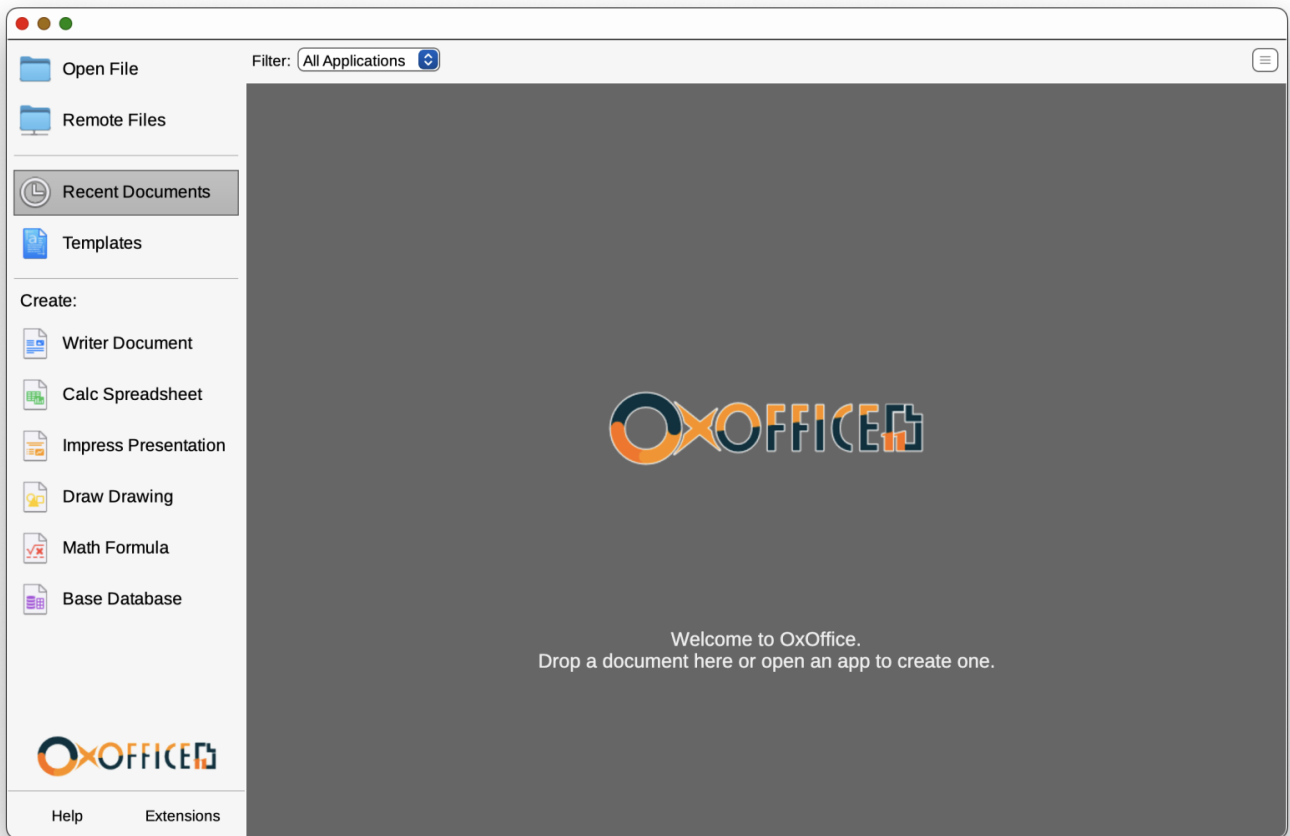 Open File
Remote Files
Recent Documents
Templates
Create:
Writer Document
Calc Spreadsheet
Impress Presentation
Draw Drawing
Math Formula
Base Database
OXOFFICE
Help
Extensions
Filter: All Applications
OXOFFICE
Welcome to OxOffice.
Drop a document here or open an app to create one.